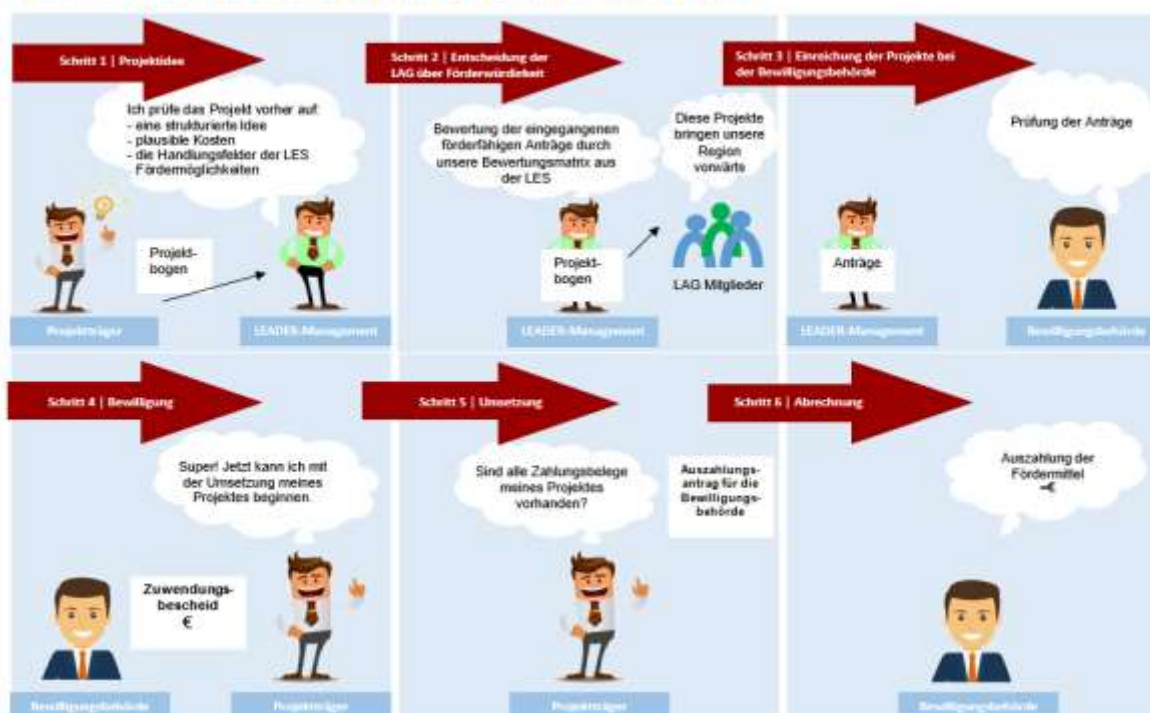 Schritt 1 | Projektidee
Ich prüfe das Projekt vorher auf:
- eine strukturierte Idee
- plausible Kosten
- die Handlungsfelder der LES
Fördermöglichkeiten
Projekt-
bogen
Projektträger
LEADER-Management
Schritt 2 | Entscheidung der
LAG über Förderwürdigkeit
Bewertung der eingegangenen
förderfähigen Anträge durch
unsere Bewertungsmatrix aus
der LES
Diese Projekte
bringen unsere
Region
vorwärts
Projekt-
bogen
LAG Mitglieder
LEADER-Management
Schritt 3 | Einreichung der Projekte bei
der Bewilligungsbehörde
Prüfung der Anträge
Anträge
LEADER-Management
Bewilligungsbehörde
Schritt 4 | Bewilligung
Super! Jetzt kann ich mit
der Umsetzung meines
Projektes beginnen.
Zuwendungs-
bescheid
€
Bewilligungsbehörde
Projektträger
Schritt 5 | Umsetzung
Sind alle Zahlungsbelege
meines Projektes
vorhanden?
Auszahlungs-
antrag für die
Bewilligungs-
behörde
Projektträger
Schritt 6 | Abrechnung
Auszahlung der
Fördermittel
€
Bewilligungsbehörde